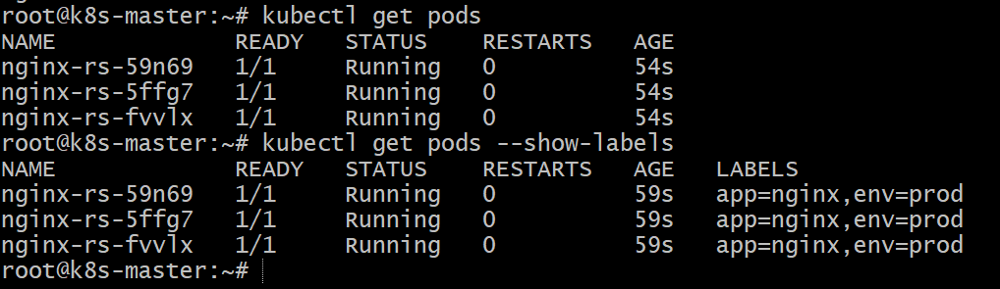 root@k8s-master:~# kubectl get pods
NAME             READY   STATUS    RESTARTS   AGE
nginx-rs-59n69   1/1     Running   0          54s
nginx-rs-5ffg7   1/1     Running   0          54s
nginx-rs-fvvlx   1/1     Running   0          54s
root@k8s-master:~# kubectl get pods --show-labels
NAME             READY   STATUS    RESTARTS   AGE   LABELS
nginx-rs-59n69   1/1     Running   0          59s   app=nginx,env=prod
nginx-rs-5ffg7   1/1     Running   0          59s   app=nginx,env=prod
nginx-rs-fvvlx   1/1     Running   0          59s   app=nginx,env=prod
root@k8s-master:~#